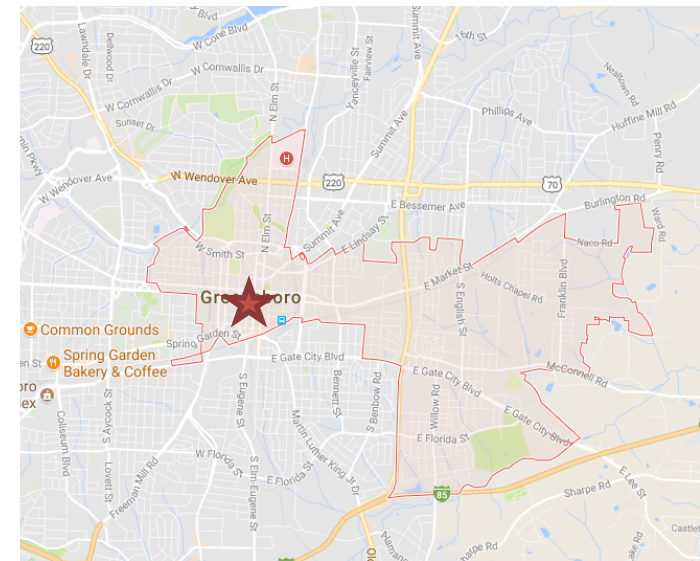 W Cone Blvd
220
Lawndale Dr
Dellwood Dr
W Cornwallis Dr
W Cornwallis Dr
Sunset Dr
N Elm St
Yanceyville St
Fairview St
Summit Ave
Summit Ave
16th St
Phillips Ave
Nealtown Rd
Huffine Mill Rd
Penry Rd
H
W Wendover Ave
W Wendover Ave
220
70
E Bessemer Ave
Burlington Rd
Ward Rd
Naco Rd
N Elm St
Summit Ave
E Lindsay St
W Smith St
E Market St
Holts Chapel Rd
S English St
Franklin Blvd
Common Grounds
Spring Garden St
Spring Garden
Bakery & Coffee
E Gate City Blvd
E Gate City Blvd
McConnell Rd
E Gate City Blvd
S Aycock St
Coliseum Blvd
Lovett St
S Eugene St
Bennett St
S Benbow Rd
Willow Rd
E Florida St
W Florida St
E Florida St
Martin Luther King Jr Dr
S Elm Eugene St
Freeman Mill Rd
85
E Lee St
Sharpe Rd